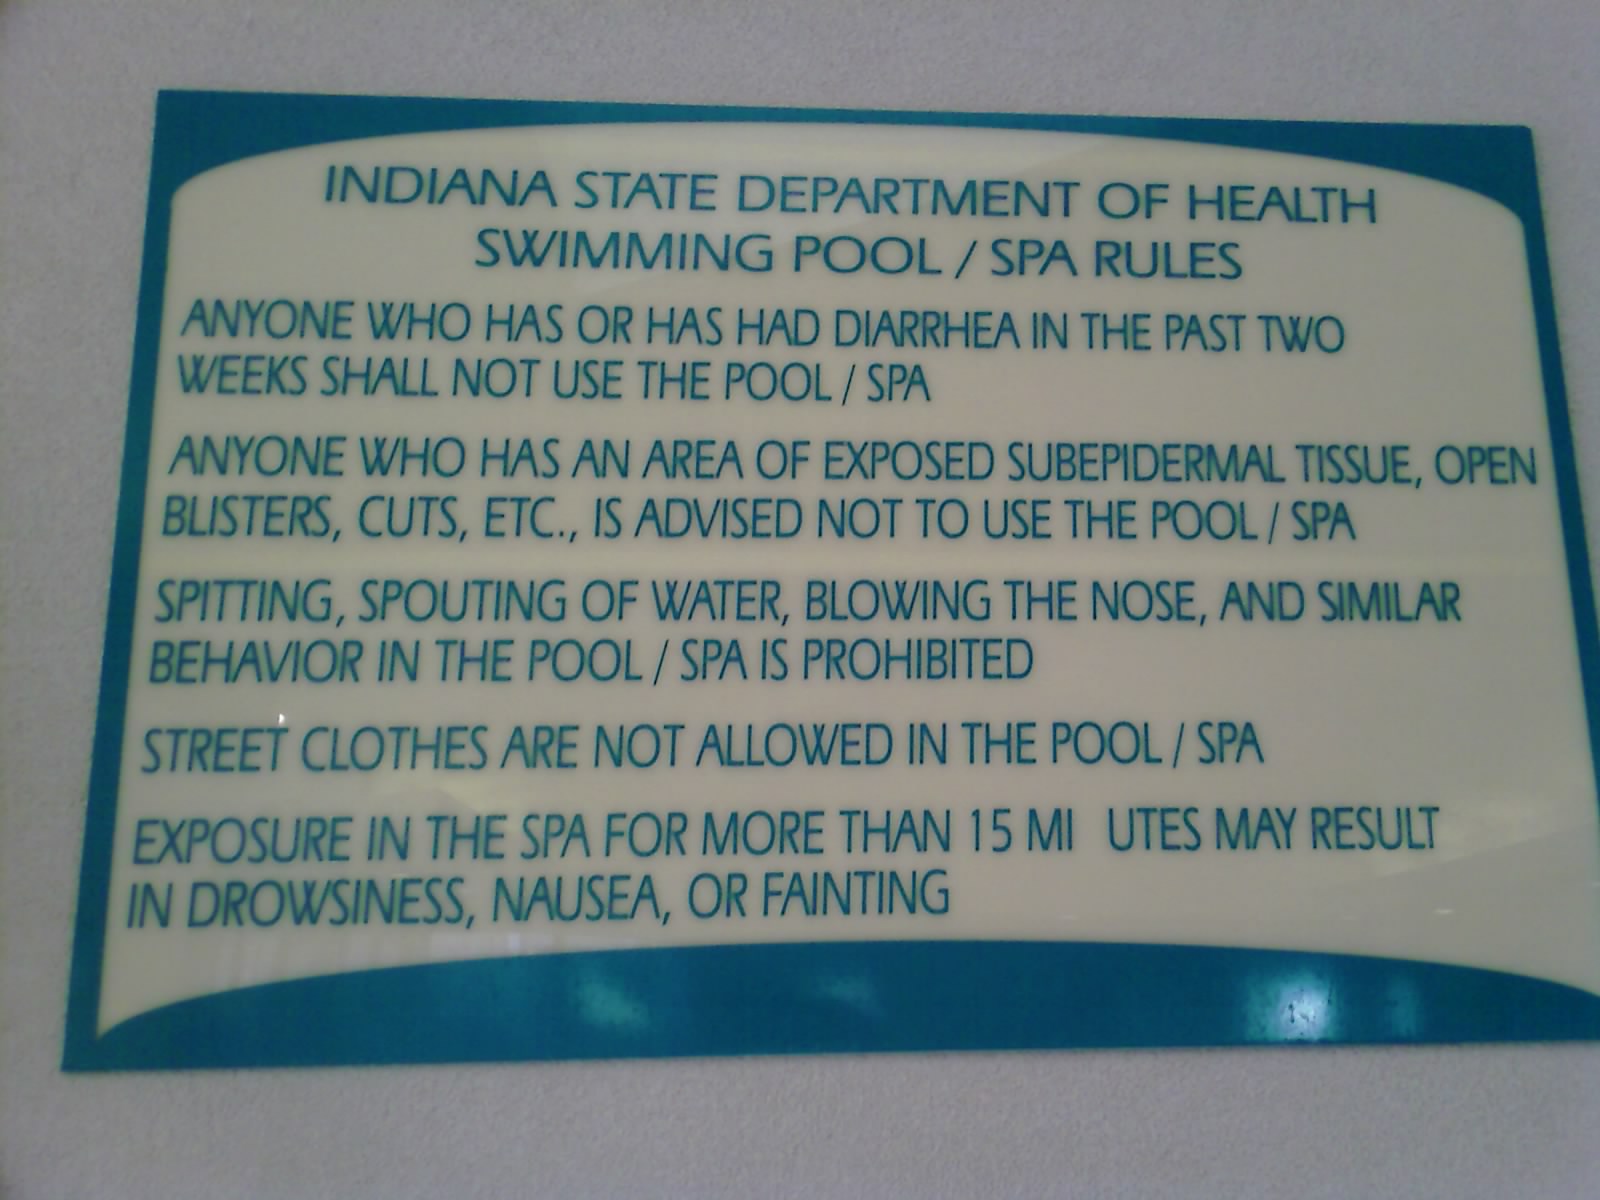 INDIANA STATE DEPARTMENT OF HEALTH
SWIMMING POOL / SPA RULES
ANYONE WHO HAS OR HAS HAD DIARRHEA IN THE PAST TWO
WEEKS SHALL NOT USE THE POOL / SPA
ANYONE WHO HAS AN AREA OF EXPOSED SUBEPIDERMAL TISSUE, OPEN
BLISTERS, CUTS, ETC., IS ADVISED NOT TO USE THE POOL / SPA
SPITTING, SPOUTING OF WATER, BLOWING THE NOSE, AND SIMILAR
BEHAVIOR IN THE POOL / SPA IS PROHIBITED
STREET CLOTHES ARE NOT ALLOWED IN THE POOL / SPA
EXPOSURE IN THE SPA FOR MORE THAN 15 MI UTES MAY RESULT
IN DROWSINESS, NAUSEA, OR FAINTING